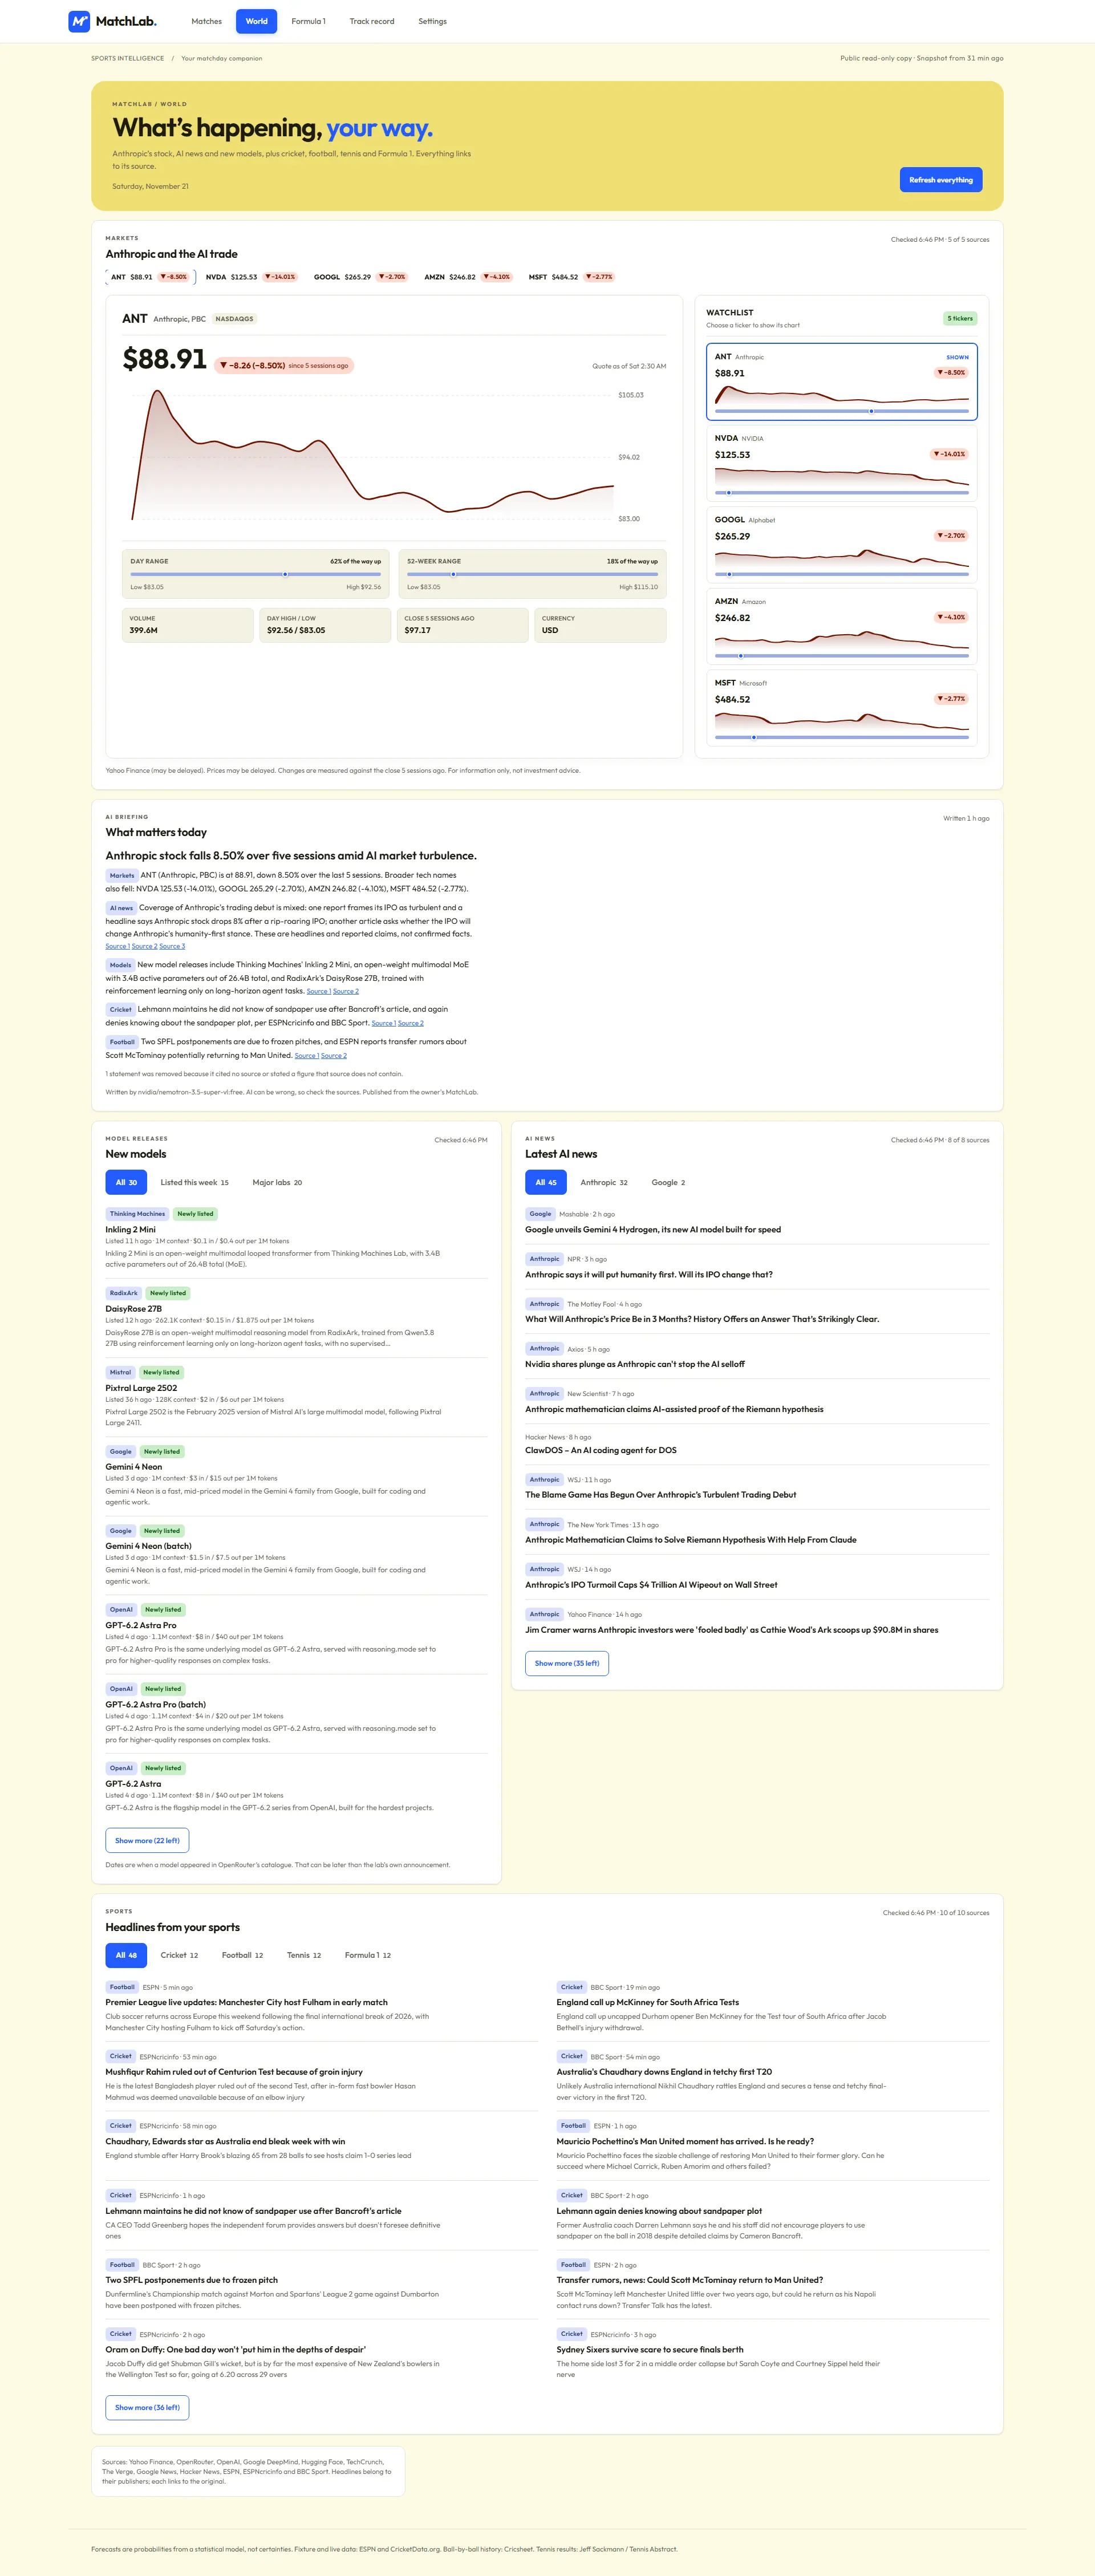 MatchLab.
Matches
World
Formula 1
Track record
Settings
SPORTS INTELLIGENCE / Your matchday companion
Public read-only copy · Snapshot from 31 min ago
MATCHLAB / WORLD
What's happening, your way.
Anthropic's stock, AI news and new models, plus cricket, football, tennis and Formula 1. Everything links
to its source.
Saturday, November 21
Refresh everything
MARKETS
Anthropic and the AI trade
Checked 6:46 PM · 5 of 5 sources
ANT $88.91 ▼ −8.50%
NVDA $125.53 ▼ −14.01%
GOOGL $265.29 ▼ −2.70%
AMZN $246.82 ▼ −4.10%
MSFT $484.52 ▼ −2.77%
ANT Anthropic, PBC NASDAQGS
$88.91 ▼ −8.26 (−8.50%) since 5 sessions ago
Quote as of Sat 2:30 AM
$105.03
$94.02
$83.00
DAY RANGE 62% of the way up
Low $83.05 High $92.56
52-WEEK RANGE 18% of the way up
Low $83.05 High $115.10
VOLUME
399.6M
DAY HIGH / LOW
$92.56 / $83.05
CLOSE 5 SESSIONS AGO
$97.17
CURRENCY
USD
WATCHLIST
Choose a ticker to show its chart
5 tickers
ANT Anthropic SHOWN
$88.91 ▼ −8.50%
NVDA NVIDIA
$125.53 ▼ −14.01%
GOOGL Alphabet
$265.29 ▼ −2.70%
AMZN Amazon
$246.82 ▼ −4.10%
MSFT Microsoft
$484.52 ▼ −2.77%
Yahoo Finance (may be delayed). Prices may be delayed. Changes are measured against the close 5 sessions ago. For information only, not investment advice.
AI BRIEFING
What matters today
Written 1 h ago
Anthropic stock falls 8.50% over five sessions amid AI market turbulence.
Markets ANT (Anthropic, PBC) is at 88.91, down 8.50% over the last 5 sessions. Broader tech names
also fell: NVDA 125.53 (-14.01%), GOOGL 265.29 (-2.70%), AMZN 246.82 (-4.10%), MSFT 484.52 (-2.77%).
AI news Coverage of Anthropic's trading debut is mixed: one report frames its IPO as turbulent and a
headline says Anthropic stock drops 8% after a rip-roaring IPO; another article asks whether the IPO will
change Anthropic's humanity-first stance. These are headlines and reported claims, not confirmed facts.
Source 1 Source 2 Source 3
Models New model releases include Thinking Machines' Inkling 2 Mini, an open-weight multimodal MoE
with 3.4B active parameters out of 26.4B total, and RadixArk's DaisyRose 27B, trained with
reinforcement learning only on long-horizon agent tasks. Source 1 Source 2
Cricket Lehmann maintains he did not know of sandpaper use after Bancroft's article, and again
denies knowing about the sandpaper plot, per ESPNcricinfo and BBC Sport. Source 1 Source 2
Football Two SPFL postponements are due to frozen pitches, and ESPN reports transfer rumors about
Scott McTominay potentially returning to Man United. Source 1 Source 2
1 statement was removed because it cited no source or stated a figure that source does not contain.
Written by nvidia/nemotron-3.5-super-vl:free. AI can be wrong, so check the sources. Published from the owner's MatchLab.
MODEL RELEASES
New models
Checked 6:46 PM
All 30
Listed this week 15
Major labs 20
Thinking Machines Newly listed
Inkling 2 Mini
Listed 11 h ago · 1M context · $0.1 in / $0.4 out per 1M tokens
Inkling 2 Mini is an open-weight multimodal looped transformer from Thinking Machines Lab, with 3.4B
active parameters out of 26.4B total (MoE).
RadixArk Newly listed
DaisyRose 27B
Listed 12 h ago · 262.1K context · $0.15 in / $1.875 out per 1M tokens
DaisyRose 27B is an open-weight multimodal reasoning model from RadixArk, trained from Qwen3.8
27B using reinforcement learning only on long-horizon agent tasks, with no supervised…
Mistral Newly listed
Pixtral Large 2502
Listed 36 h ago · 128K context · $2 in / $6 out per 1M tokens
Pixtral Large 2502 is the February 2025 version of Mistral AI's large multimodal model, following Pixtral
Large 2411.
Google Newly listed
Gemini 4 Neon
Listed 3 d ago · 1M context · $3 in / $15 out per 1M tokens
Gemini 4 Neon is a fast, mid-priced model in the Gemini 4 family from Google, built for coding and
agentic work.
Google Newly listed
Gemini 4 Neon (batch)
Listed 3 d ago · 1M context · $1.5 in / $7.5 out per 1M tokens
Gemini 4 Neon is a fast, mid-priced model in the Gemini 4 family from Google, built for coding and
agentic work.
OpenAI Newly listed
GPT-6.2 Astra Pro
Listed 4 d ago · 1.1M context · $8 in / $40 out per 1M tokens
GPT-6.2 Astra Pro is the same underlying model as GPT-6.2 Astra, served with reasoning.mode set to
pro for higher-quality responses on complex tasks.
OpenAI Newly listed
GPT-6.2 Astra Pro (batch)
Listed 4 d ago · 1.1M context · $4 in / $20 out per 1M tokens
GPT-6.2 Astra Pro is the same underlying model as GPT-6.2 Astra, served with reasoning.mode set to
pro for higher-quality responses on complex tasks.
OpenAI Newly listed
GPT-6.2 Astra
Listed 4 d ago · 1.1M context · $8 in / $40 out per 1M tokens
GPT-6.2 Astra is the flagship model in the GPT-6.2 series from OpenAI, built for the hardest projects.
Show more (22 left)
Dates are when a model appeared in OpenRouter's catalogue. That can be later than the lab's own announcement.
AI NEWS
Latest AI news
Checked 6:46 PM · 8 of 8 sources
All 45
Anthropic 32
Google 2
Google Mashable · 2 h ago
Google unveils Gemini 4 Hydrogen, its new AI model built for speed
Anthropic NPR · 3 h ago
Anthropic says it will put humanity first. Will its IPO change that?
Anthropic The Motley Fool · 4 h ago
What Will Anthropic's Price Be in 3 Months? History Offers an Answer That's Strikingly Clear.
Anthropic Axios · 5 h ago
Nvidia shares plunge as Anthropic can't stop the AI selloff
Anthropic New Scientist · 7 h ago
Anthropic mathematician claims AI-assisted proof of the Riemann hypothesis
Hacker News · 8 h ago
ClawDOS – An AI coding agent for DOS
Anthropic WSJ · 11 h ago
The Blame Game Has Begun Over Anthropic's Turbulent Trading Debut
Anthropic The New York Times · 13 h ago
Anthropic Mathematician Claims to Solve Riemann Hypothesis With Help From Claude
Anthropic WSJ · 14 h ago
Anthropic's IPO Turmoil Caps $4 Trillion AI Wipeout on Wall Street
Anthropic Yahoo Finance · 14 h ago
Jim Cramer warns Anthropic investors were 'fooled badly' as Cathie Wood's Ark scoops up $90.8M in shares
Show more (35 left)
SPORTS
Headlines from your sports
Checked 6:46 PM · 10 of 10 sources
All 48
Cricket 12
Football 12
Tennis 12
Formula 1 12
Football ESPN · 5 min ago
Premier League live updates: Manchester City host Fulham in early match
Club soccer returns across Europe this weekend following the final international break of 2026, with
Manchester City hosting Fulham to kick off Saturday's action.
Cricket BBC Sport · 19 min ago
England call up McKinney for South Africa Tests
England call up uncapped Durham opener Ben McKinney for the Test tour of South Africa after Jacob
Bethell's injury withdrawal.
Cricket ESPNcricinfo · 53 min ago
Mushfiqur Rahim ruled out of Centurion Test because of groin injury
He is the latest Bangladesh player ruled out of the second Test, after in-form fast bowler Hasan
Mahmud was deemed unavailable because of an elbow injury
Cricket BBC Sport · 54 min ago
Australia's Chaudhary downs England in tetchy first T20
Unlikely Australia international Nikhil Chaudhary rattles England and secures a tense and tetchy final-
over victory in the first T20.
Cricket ESPNcricinfo · 58 min ago
Chaudhary, Edwards star as Australia end bleak week with win
England stumble after Harry Brook's blazing 65 from 28 balls to see hosts claim 1-0 series lead
Football ESPN · 1 h ago
Mauricio Pochettino's Man United moment has arrived. Is he ready?
Mauricio Pochettino faces the sizable challenge of restoring Man United to their former glory. Can he
succeed where Michael Carrick, Ruben Amorim and others failed?
Cricket ESPNcricinfo · 1 h ago
Lehmann maintains he did not know of sandpaper use after Bancroft's article
CA CEO Todd Greenberg hopes the independent forum provides answers but doesn't foresee definitive
ones
Cricket BBC Sport · 2 h ago
Lehmann again denies knowing about sandpaper plot
Former Australia coach Darren Lehmann says he and his staff did not encourage players to use
sandpaper on the ball in 2018 despite detailed claims by Cameron Bancroft.
Football BBC Sport · 2 h ago
Two SPFL postponements due to frozen pitch
Dunfermline's Championship match against Morton and Spartans' League 2 game against Dumbarton
have been postponed with frozen pitches.
Football ESPN · 2 h ago
Transfer rumors, news: Could Scott McTominay return to Man United?
Scott McTominay left Manchester United little over two years ago, but could he return as his Napoli
contact runs down? Transfer Talk has the latest.
Cricket ESPNcricinfo · 2 h ago
Oram on Duffy: One bad day won't 'put him in the depths of despair'
Jacob Duffy did get Shubman Gill's wicket, but is by far the most expensive of New Zealand's bowlers in
the Wellington Test so far, going at 6.20 across 29 overs
Cricket ESPNcricinfo · 3 h ago
Sydney Sixers survive scare to secure finals berth
The home side lost 3 for 2 in a middle order collapse but Sarah Coyte and Courtney Sippel held their
nerve
Show more (36 left)
Sources: Yahoo Finance, OpenRouter, OpenAI, Google DeepMind, Hugging Face, TechCrunch,
The Verge, Google News, Hacker News, ESPN, ESPNcricinfo and BBC Sport. Headlines belong to
their publishers; each links to the original.
Forecasts are probabilities from a statistical model, not certainties. Fixture and live data: ESPN and CricketData.org. Ball-by-ball history: Cricsheet. Tennis results: Jeff Sackmann / Tennis Abstract.